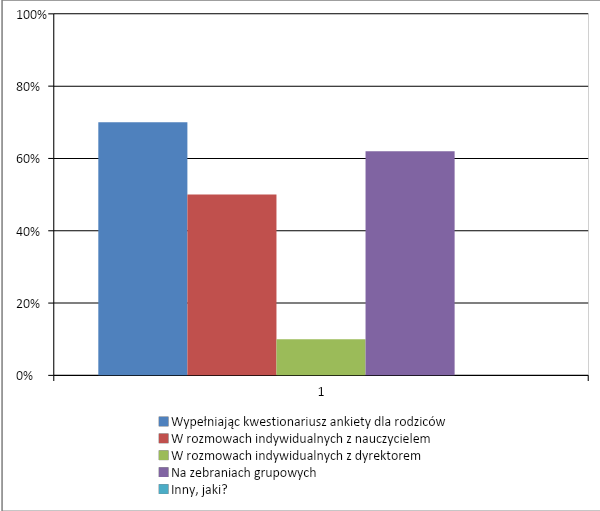 100%
80%
60%
40%
20%
0%
1
Wypełniając kwestionariusz ankiety dla rodziców
W rozmowach indywidualnych z nauczycielem
W rozmowach indywidualnych z dyrektorem
Na zebraniach grupowych
Inny, jaki?